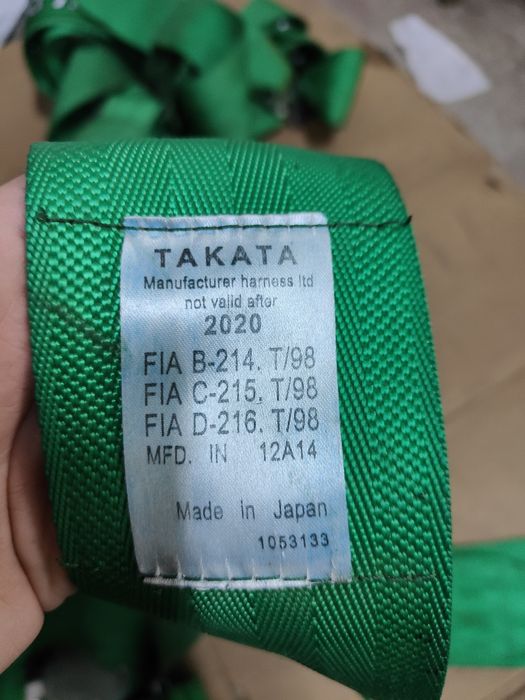 TAKATA
Manufacturer harness ltd
not valid after
2020
FIA B-214. T/98
FIA C-215. T/98
FIA D-216. T/98
MFD. IN 12A14
Made in Japan
1053133